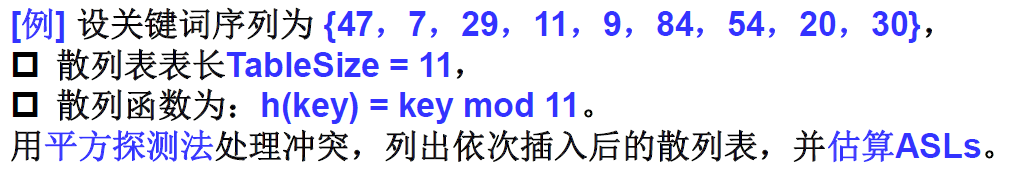 [例] 设关键词序列为 {47，7，29，11，9，84，54，20，30}，
散列表表长TableSize = 11，
散列函数为：h(key) = key mod 11。
用平方探测法处理冲突，列出依次插入后的散列表，并估算ASLs。